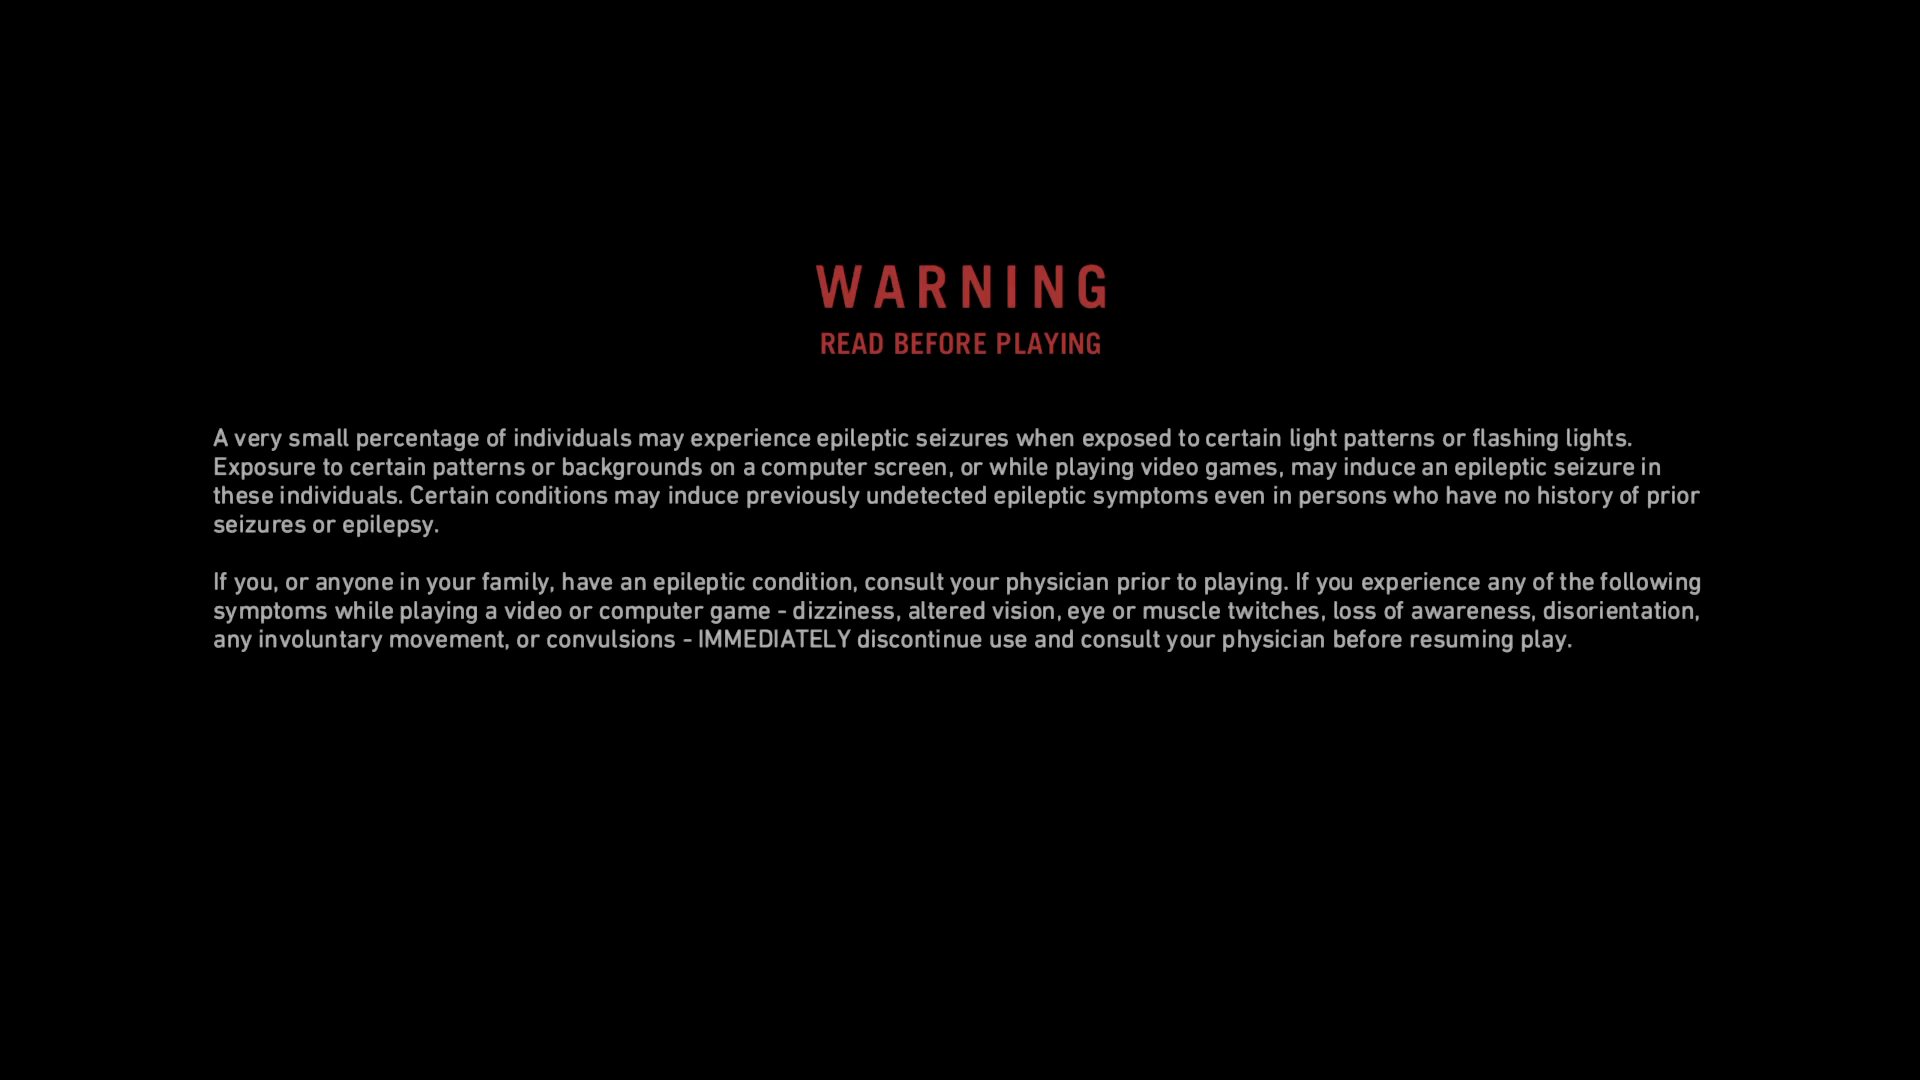 WARNING
READ BEFORE PLAYING
A very small percentage of individuals may experience epileptic seizures when exposed to certain light patterns or flashing lights.
Exposure to certain patterns or backgrounds on a computer screen, or while playing video games, may induce an epileptic seizure in
these individuals. Certain conditions may induce previously undetected epileptic symptoms even in persons who have no history of prior
seizures or epilepsy.
If you, or anyone in your family, have an epileptic condition, consult your physician prior to playing. If you experience any of the following
symptoms while playing a video or computer game - dizziness, altered vision, eye or muscle twitches, loss of awareness, disorientation,
any involuntary movement, or convulsions - IMMEDIATELY discontinue use and consult your physician before resuming play.